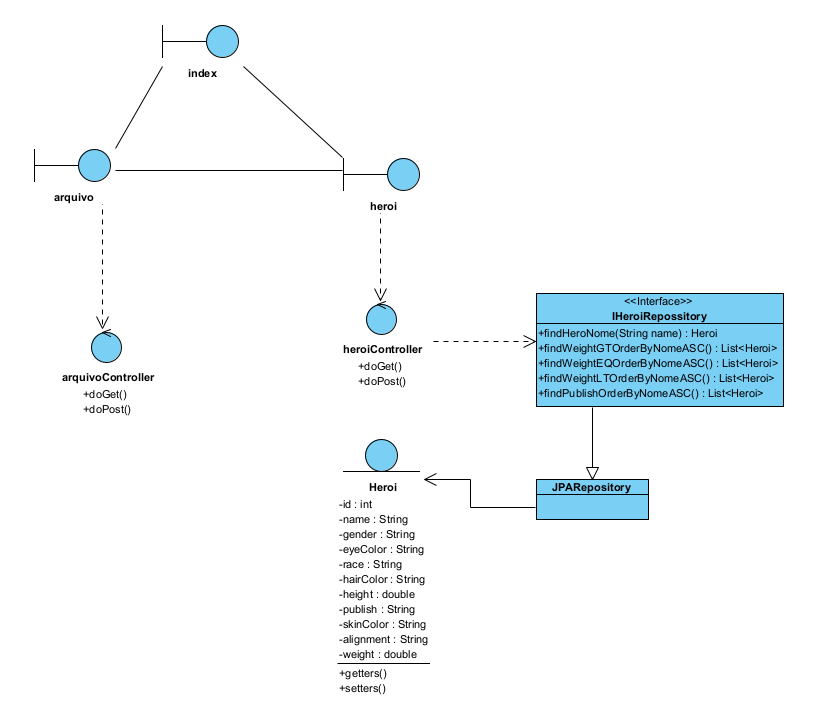 index
arquivo
heroi
arquivoController
+doGet()
+doPost()
heroiController
+doGet()
+doPost()
<<Interface>>
IHeroiRepossitory
+findHeroNome(String name) : Heroi
+findWeightGTOrderByNomeASC() : List<Heroi>
+findWeightEQOrderByNomeASC() : List<Heroi>
+findWeightLTOrderByNomeASC() : List<Heroi>
+findPublishOrderByNomeASC() : List<Heroi>
JPARepository
Heroi
-id : int
-name : String
-gender : String
-eyeColor : String
-race : String
-hairColor : String
-height : double
-publish : String
-skinColor : String
-alignment : String
-weight : double
+getters()
+setters()